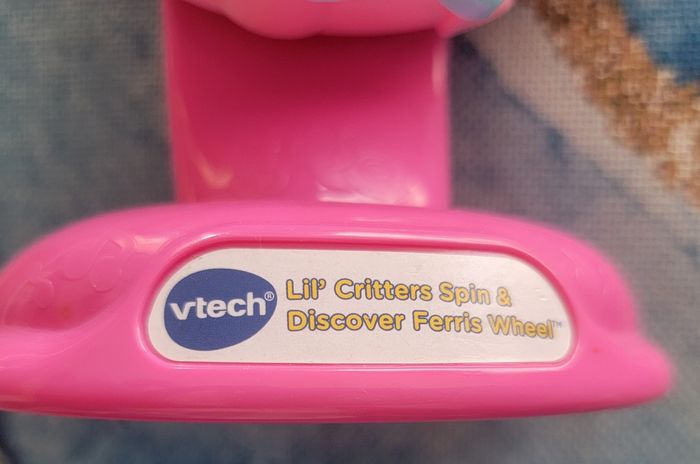 vtech®
Lil' Critters Spin &
Discover Ferris Wheel™